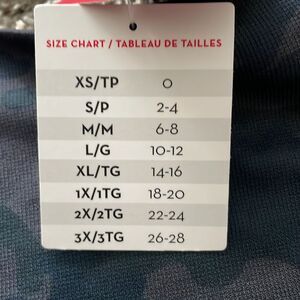 SIZE CHART / TABLEAU DE TAILLES
XS/TP 0
S/P 2-4
M/M 6-8
L/G 10-12
XL/TG 14-16
1X/1TG 18-20
2X/2TG 22-24
3X/3TG 26-28